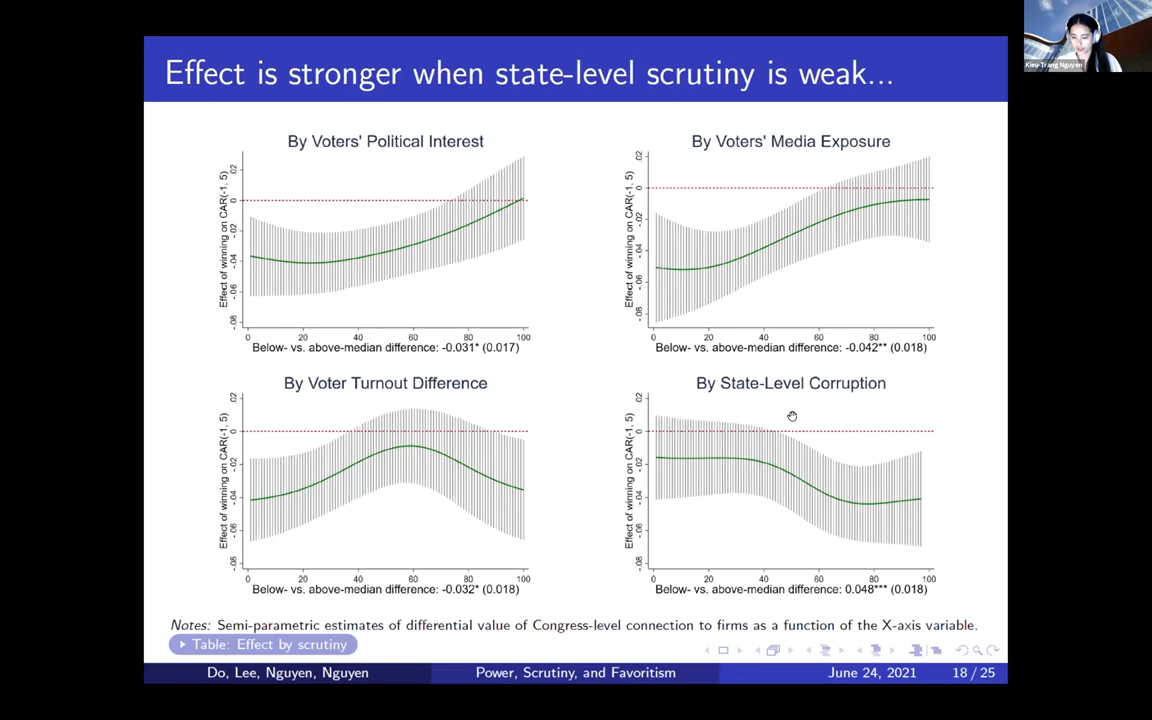 Kieu-Trang Nguyen
Effect is stronger when state-level scrutiny is weak...
By Voters' Political Interest
Effect of winning on CAR(-1, 5)
.02
0
-.02
-.04
-.06
-.08
0 20 40 60 80 100
Below- vs. above-median difference: -0.031* (0.017)
By Voters' Media Exposure
Effect of winning on CAR(-1, 5)
.02
0
-.02
-.04
-.06
-.08
0 20 40 60 80 100
Below- vs. above-median difference: -0.042** (0.018)
By Voter Turnout Difference
Effect of winning on CAR(-1, 5)
.02
0
-.02
-.04
-.06
-.08
0 20 40 60 80 100
Below- vs. above-median difference: -0.032* (0.018)
By State-Level Corruption
Effect of winning on CAR(-1, 5)
.02
0
-.02
-.04
-.06
-.08
0 20 40 60 80 100
Below- vs. above-median difference: 0.048*** (0.018)
Notes: Semi-parametric estimates of differential value of Congress-level connection to firms as a function of the X-axis variable.
Table: Effect by scrutiny
Do, Lee, Nguyen, Nguyen Power, Scrutiny, and Favoritism June 24, 2021 18 / 25